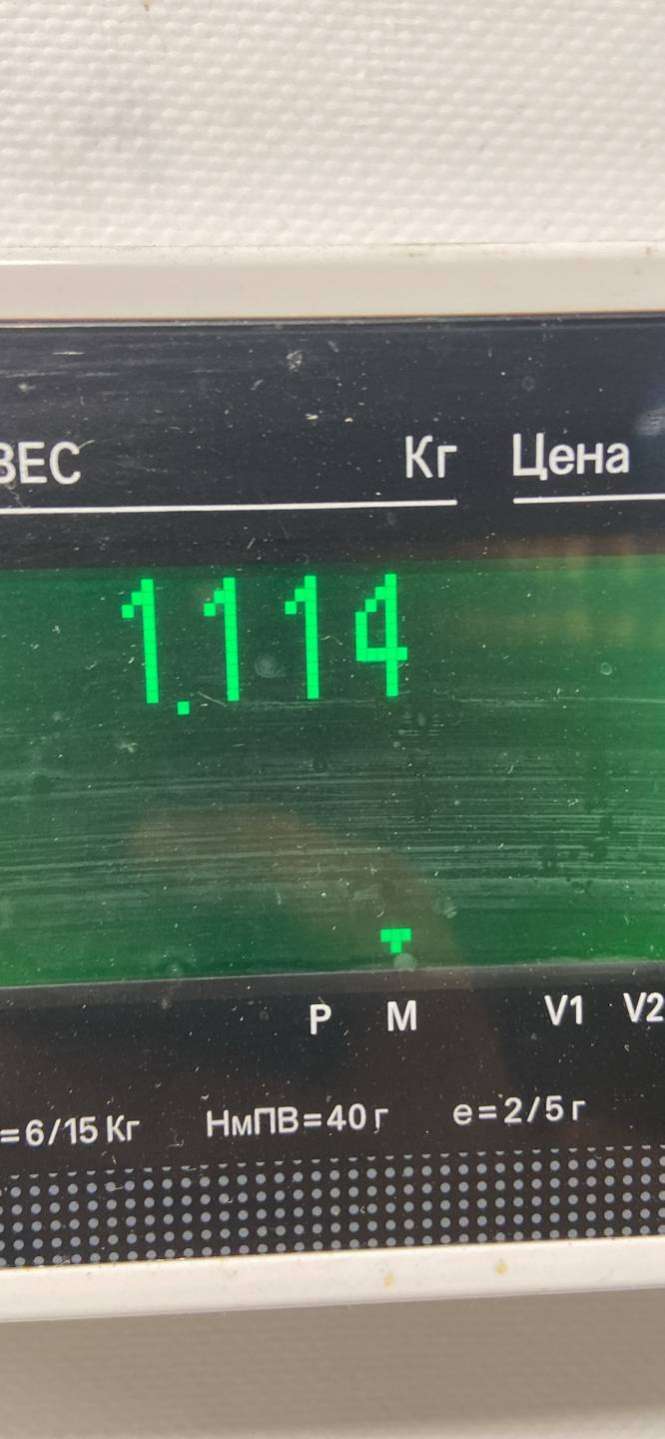 ВЕС Кг Цена
1.114
Р М V1 V2
=6/15 Кг НмПВ=40 г e=2/5 г